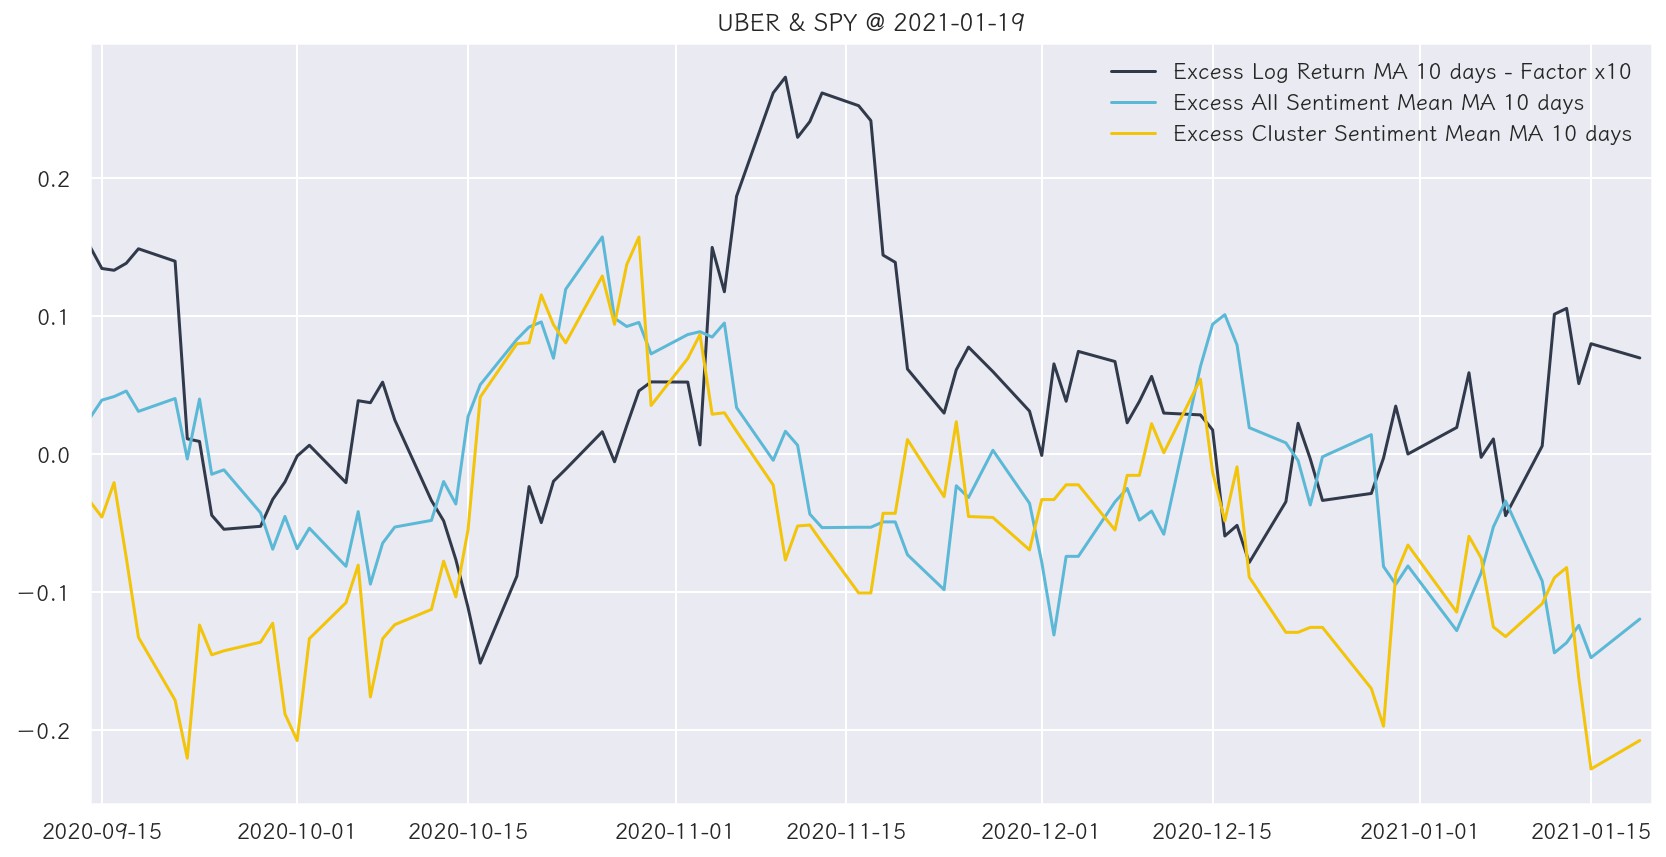 UBER & SPY @ 2021-01-19
Excess Log Return MA 10 days - Factor x10
Excess All Sentiment Mean MA 10 days
Excess Cluster Sentiment Mean MA 10 days
0.2
0.1
0.0
−0.1
−0.2
2020-09-15 2020-10-01 2020-10-15 2020-11-01 2020-11-15 2020-12-01 2020-12-15 2021-01-01 2021-01-15